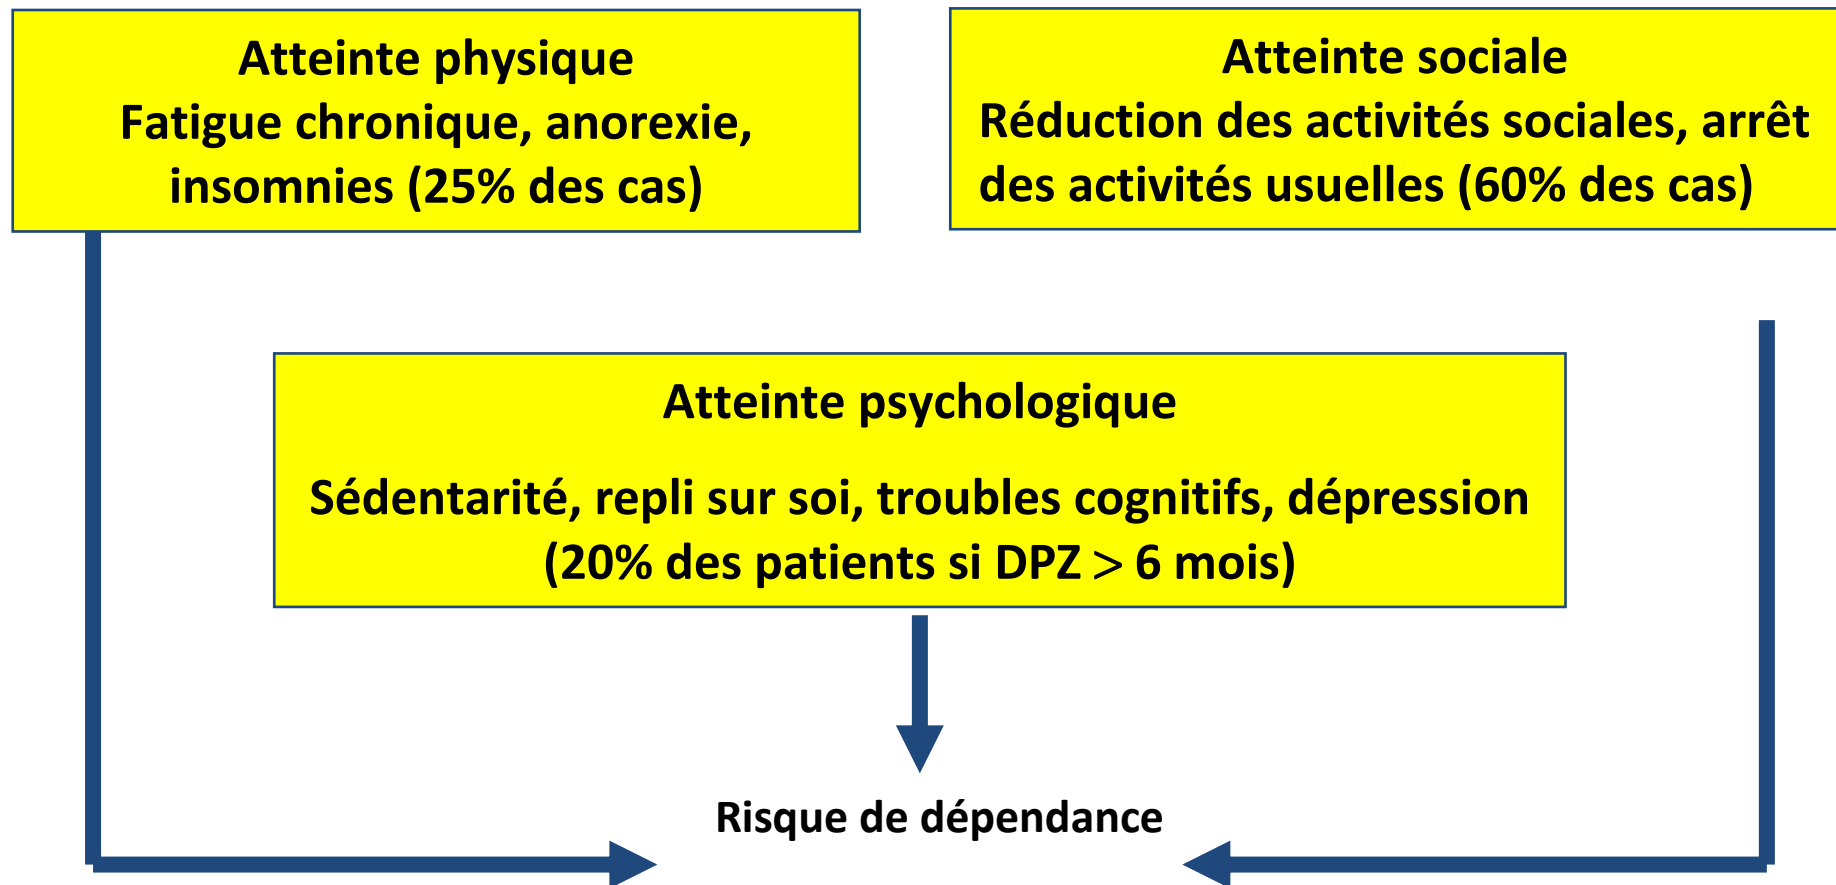 Atteinte physique
Fatigue chronique, anorexie,
insomnies (25% des cas)
Atteinte sociale
Réduction des activités sociales, arrêt
des activités usuelles (60% des cas)
Atteinte psychologique
Sédentarité, repli sur soi, troubles cognitifs, dépression
(20% des patients si DPZ > 6 mois)
Risque de dépendance